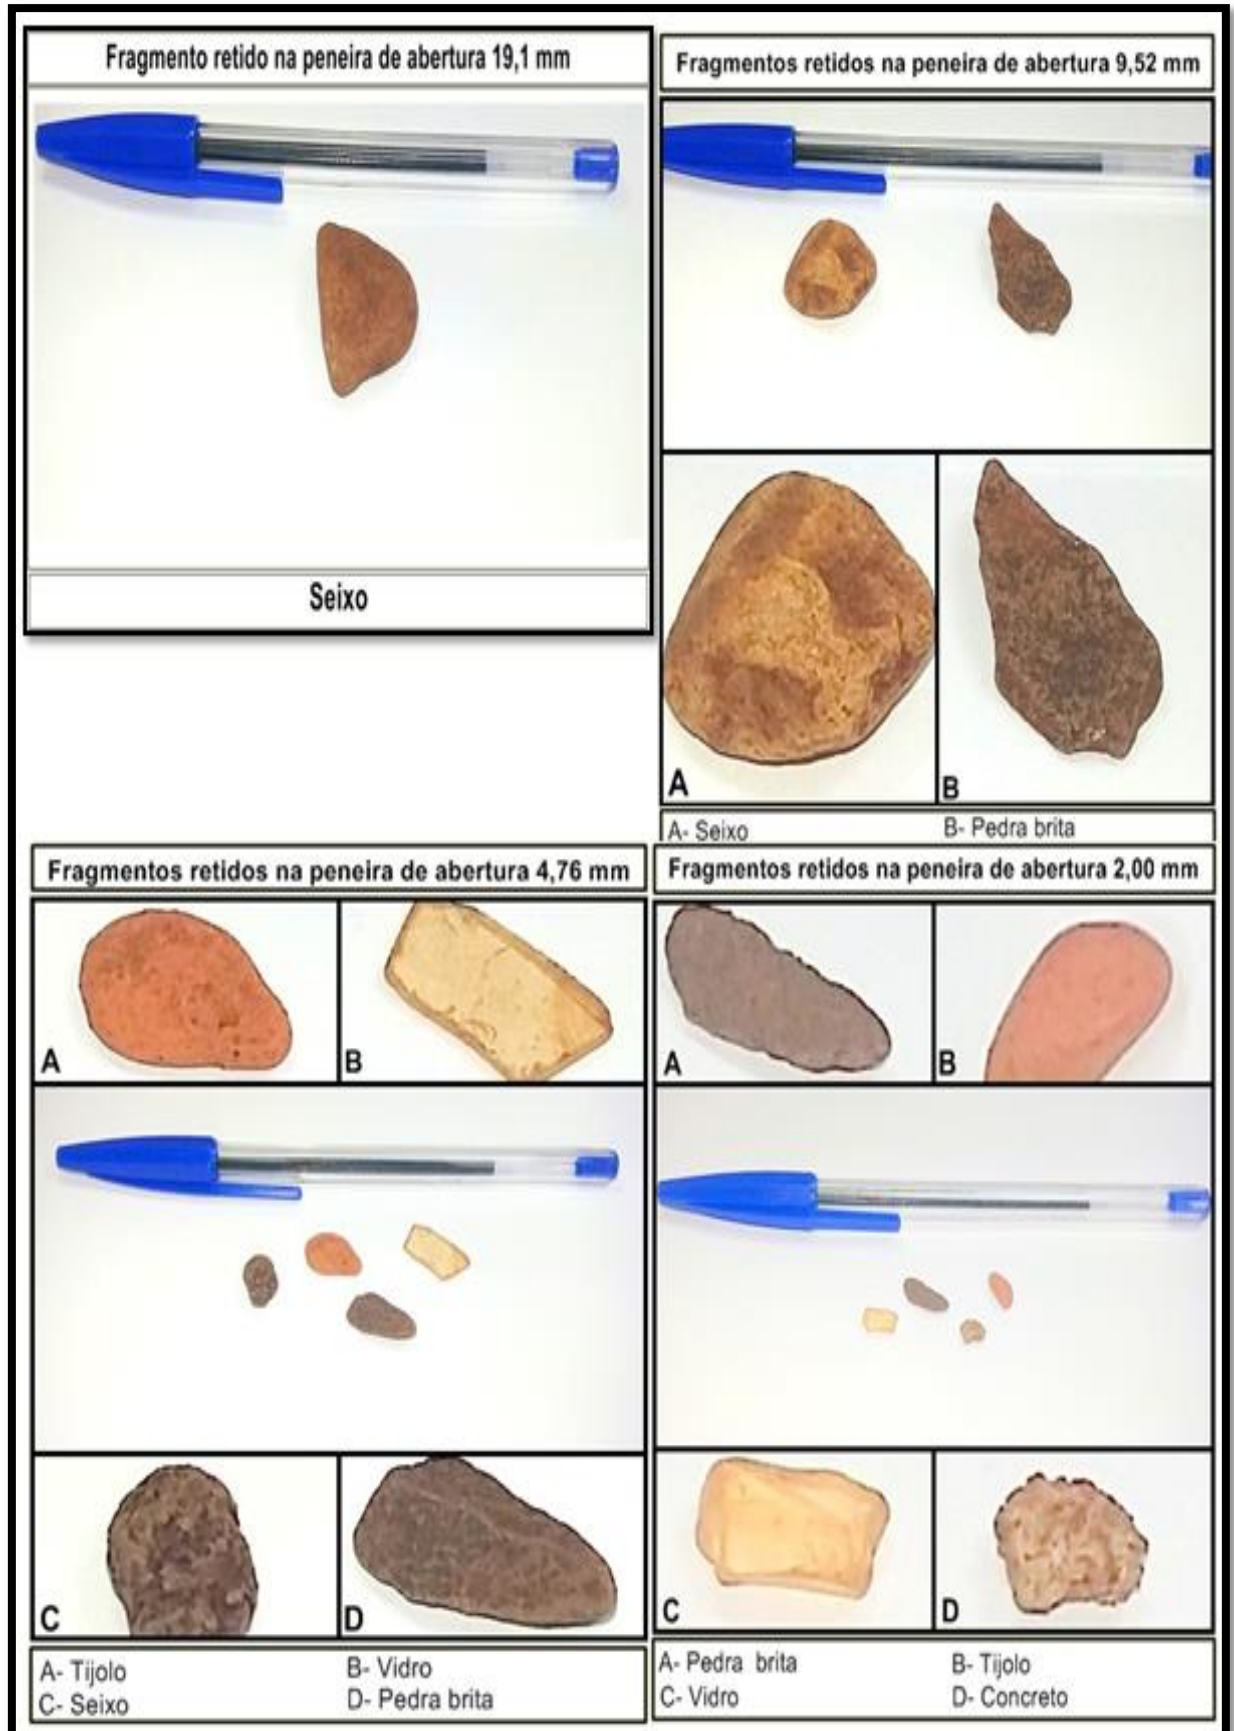 Fragmento retido na peneira de abertura 19,1 mm
Seixo
Fragmentos retidos na peneira de abertura 9,52 mm
A
B
A- Seixo
B- Pedra brita
Fragmentos retidos na peneira de abertura 4,76 mm
A
B
C
D
A- Tijolo
B- Vidro
C- Seixo
D- Pedra brita
Fragmentos retidos na peneira de abertura 2,00 mm
A
B
C
D
A- Pedra brita
B- Tijolo
C- Vidro
D- Concreto